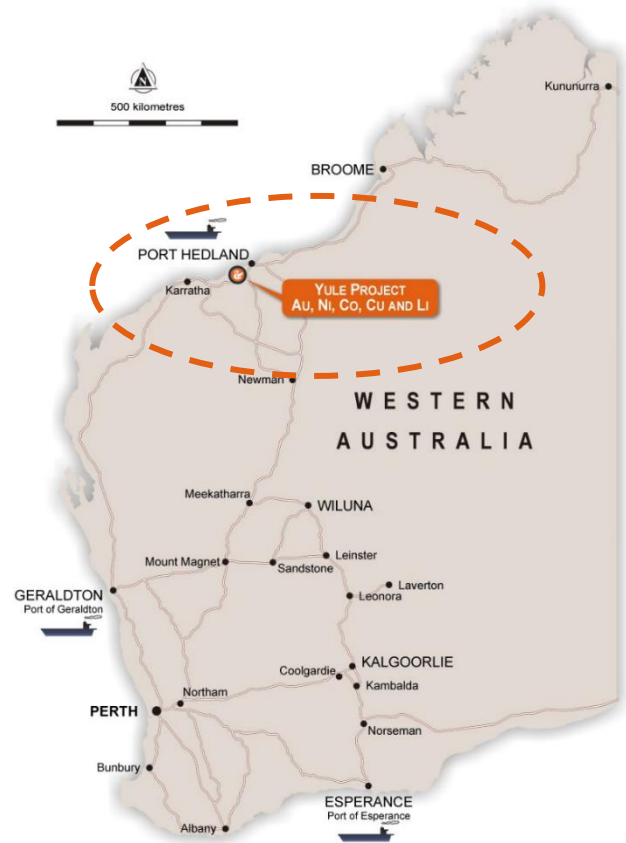 N
500 kilometres
Kununurra
BROOME
PORT HEDLAND
Karratha
YULE PROJECT
AU, NI, CO, CU AND LI
Newman
WESTERN
AUSTRALIA
Meekatharra
WILUNA
Mount Magnet
Sandstone
Leinster
Laverton
Leonora
GERALDTON
Port of Geraldton
KALGOORLIE
Coolgardie
Kambalda
Northam
PERTH
Norseman
Bunbury
ESPERANCE
Port of Esperance
Albany